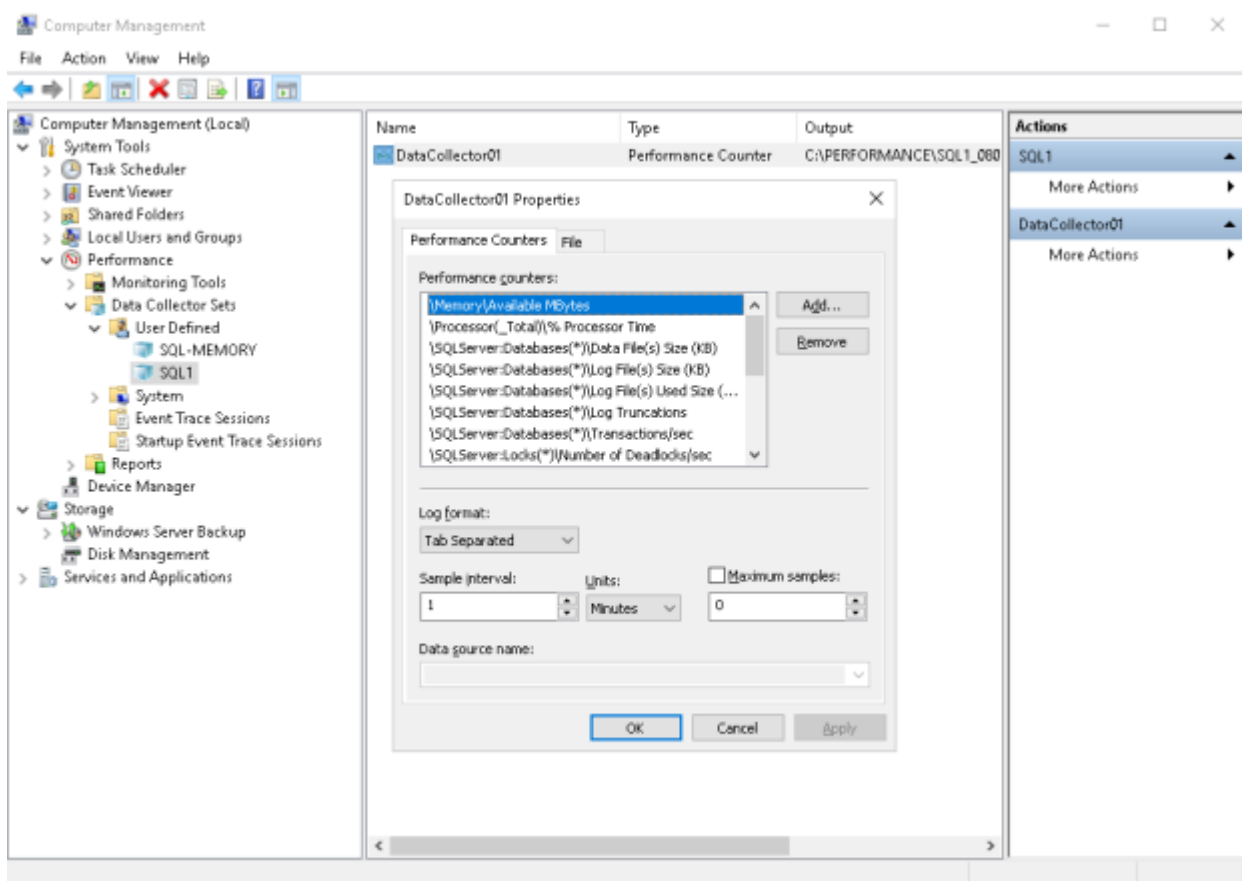 Computer Management
File Action View Help
Computer Management (Local)
System Tools
Task Scheduler
Event Viewer
Shared Folders
Local Users and Groups
Performance
Monitoring Tools
Data Collector Sets
User Defined
SQL-MEMORY
SQL1
System
Event Trace Sessions
Startup Event Trace Sessions
Reports
Device Manager
Storage
Windows Server Backup
Disk Management
Services and Applications
Name Type Output
DataCollector01 Performance Counter C:\PERFORMANCE\SQL1_080
DataCollector01 Properties
Performance Counters File
Performance counters:
\Memory\Available MBytes
\Processor(_Total)\% Processor Time
\SQLServer:Databases(*)\Data File(s) Size (KB)
\SQLServer:Databases(*)\Log File(s) Size (KB)
\SQLServer:Databases(*)\Log File(s) Used Size (...
\SQLServer:Databases(*)\Log Truncations
\SQLServer:Databases(*)\Transactions/sec
\SQLServer:Locks(*)\Number of Deadlocks/sec
Add...
Remove
Log format:
Tab Separated
Sample interval: Units: Maximum samples:
1 Minutes 0
Data source name:
OK Cancel Apply
Actions
SQL1
More Actions
DataCollector01
More Actions